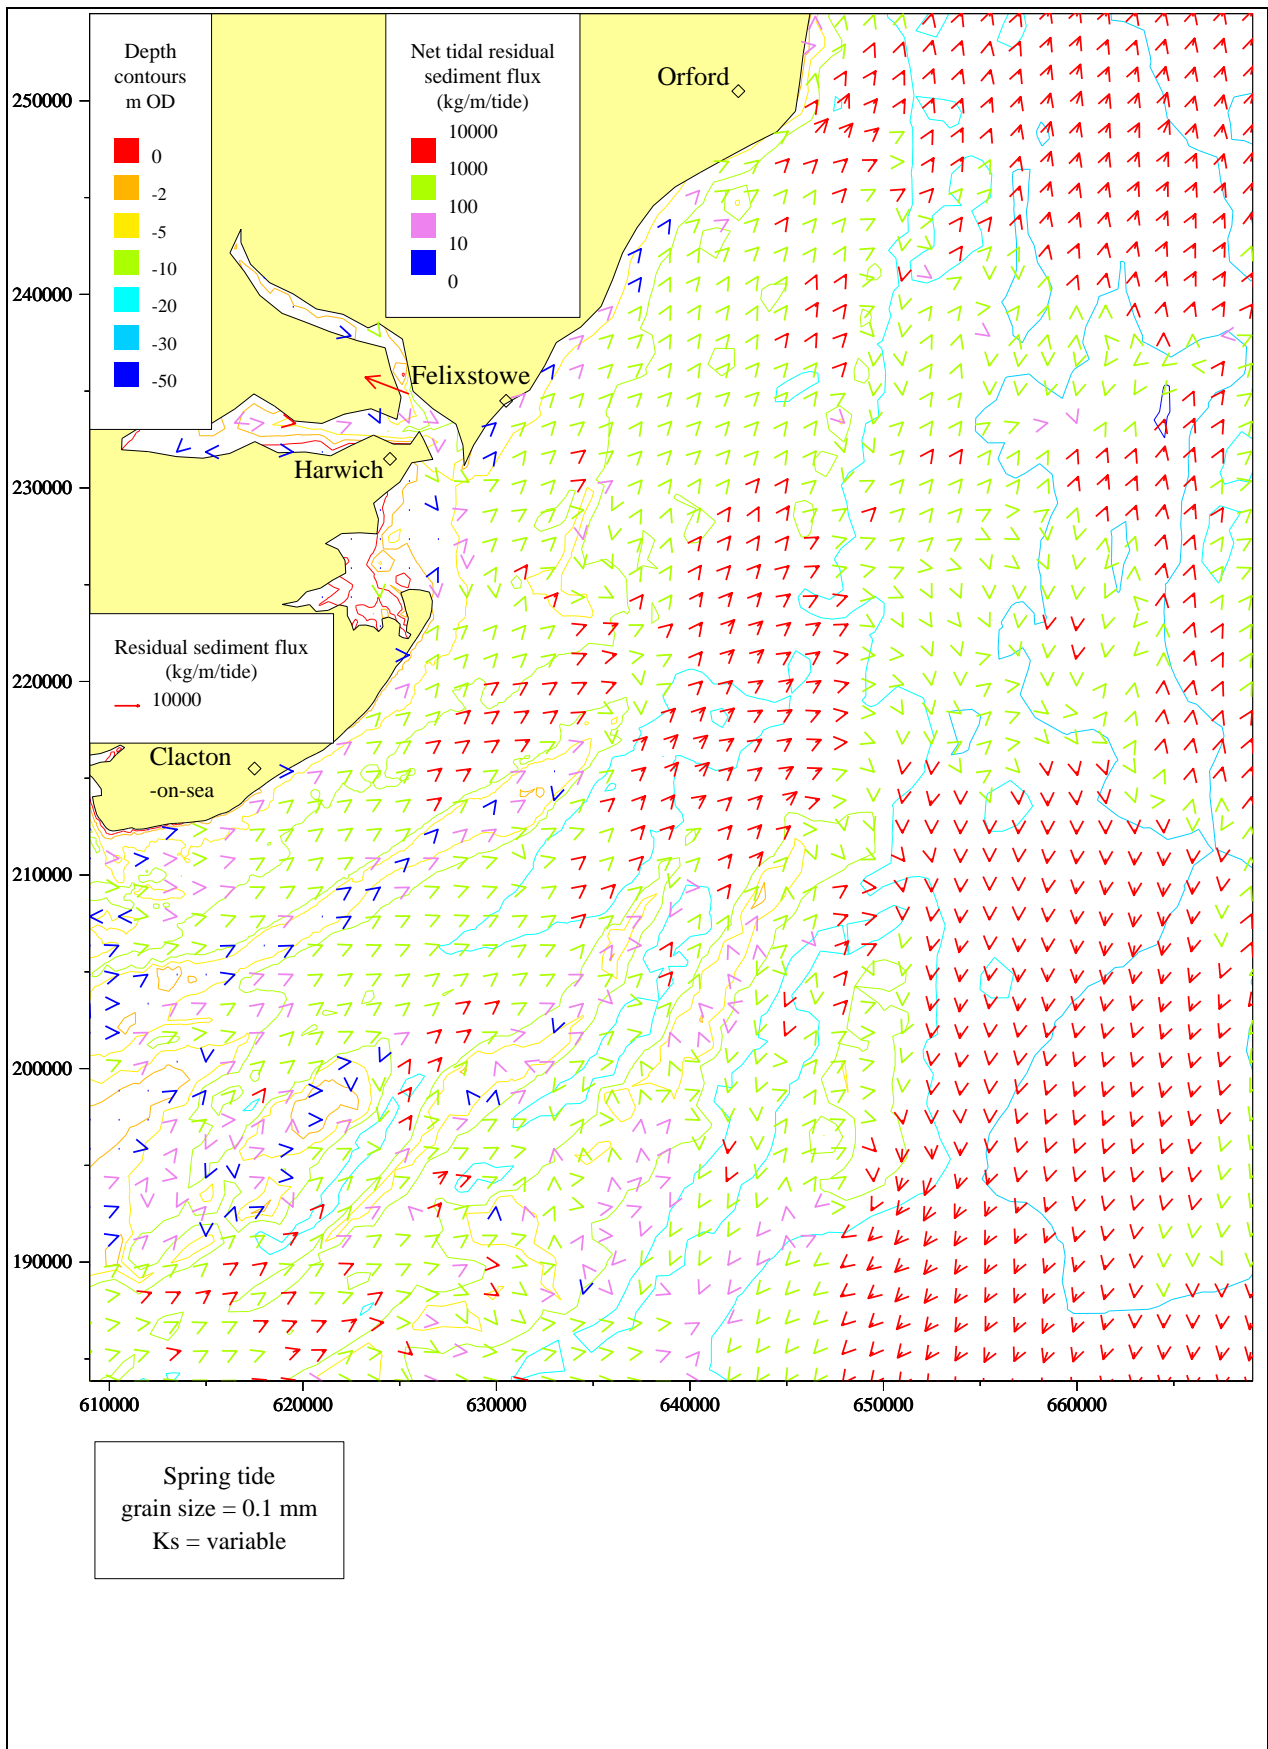 Depth
contours
m OD
0
-2
-5
-10
-20
-30
-50
Net tidal residual
sediment flux
(kg/m/tide)
10000
1000
100
10
0
Orford
Felixstowe
Harwich
Residual sediment flux
(kg/m/tide)
10000
Clacton
-on-sea
250000
240000
230000
220000
210000
200000
190000
610000
620000
630000
640000
650000
660000
Spring tide
grain size = 0.1 mm
Ks = variable